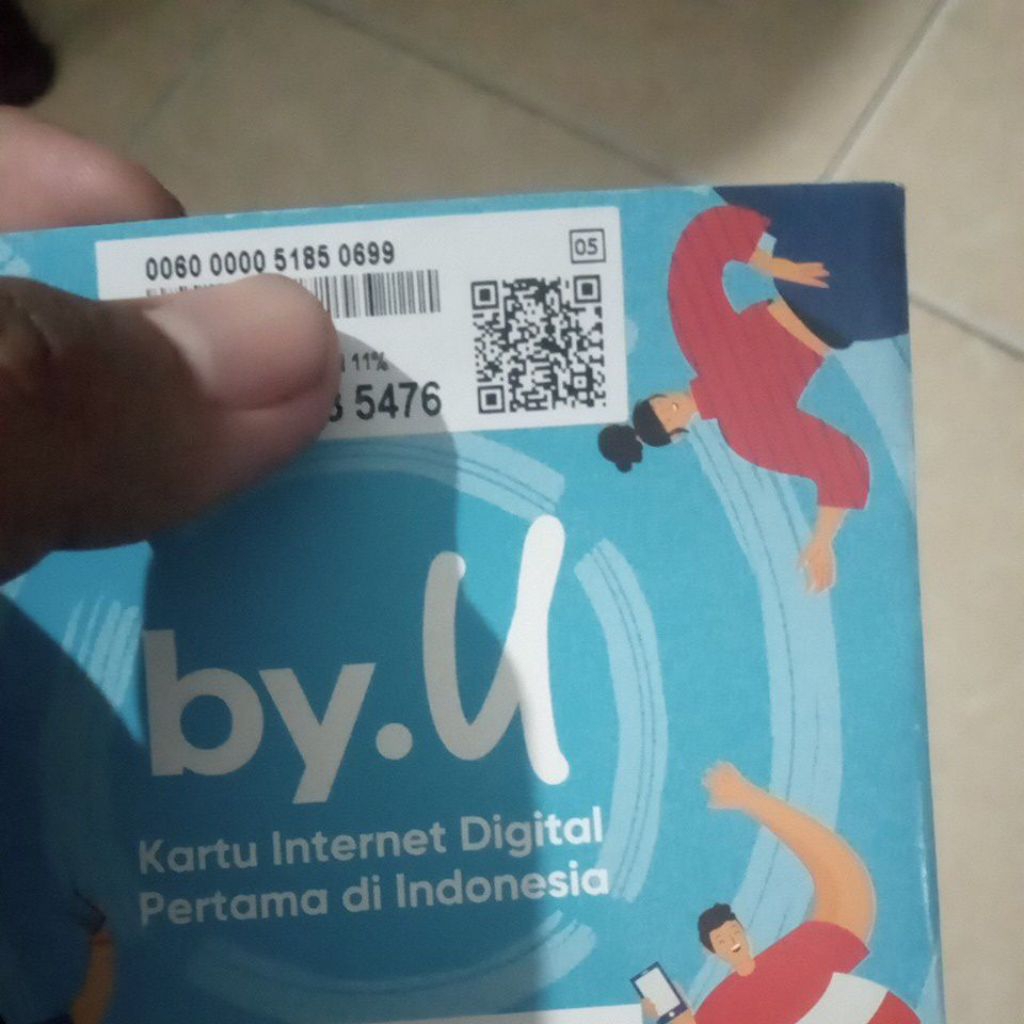 0060 0000 5185 0699
05
11%
5476
by.U
Kartu Internet Digital
Pertama di Indonesia